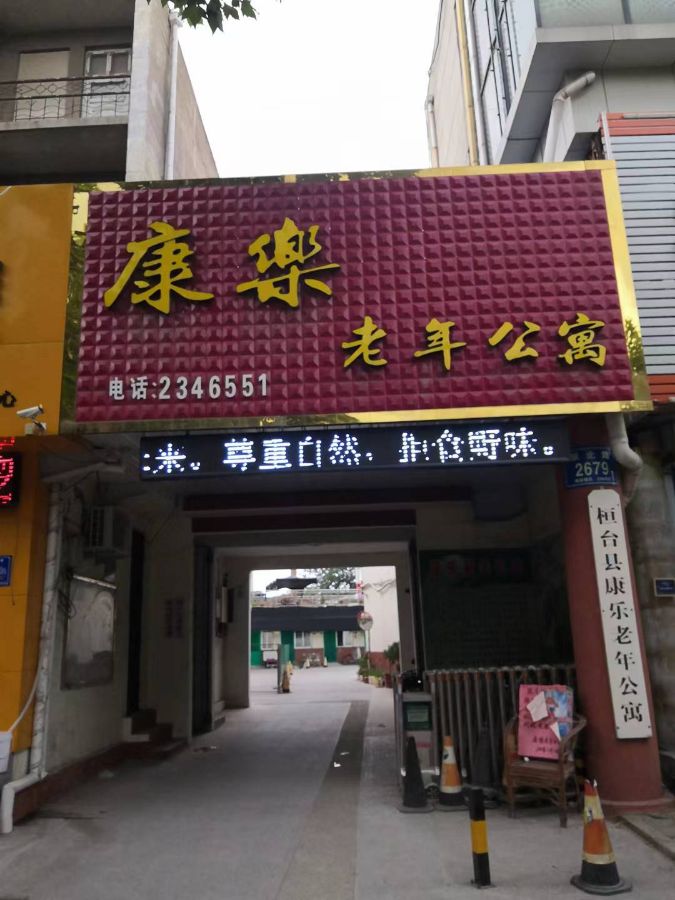 康樂
老年公寓
电话:2346551
米。尊重自然,拒食野味。
2679
桓台县康乐老年公寓
心